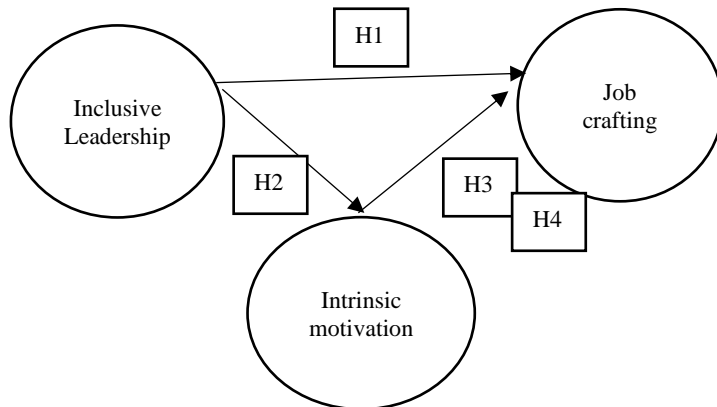 H1
Inclusive
Leadership
Job
crafting
H2
H3
H4
Intrinsic
motivation